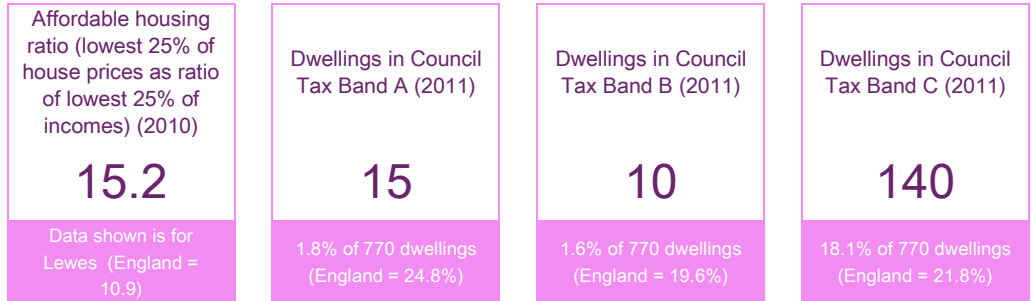 Affordable housing
ratio (lowest 25% of
house prices as ratio
of lowest 25% of
incomes) (2010)
15.2
Data shown is for
Lewes (England =
10.9)
Dwellings in Council
Tax Band A (2011)
15
1.8% of 770 dwellings
(England = 24.8%)
Dwellings in Council
Tax Band B (2011)
10
1.6% of 770 dwellings
(England = 19.6%)
Dwellings in Council
Tax Band C (2011)
140
18.1% of 770 dwellings
(England = 21.8%)